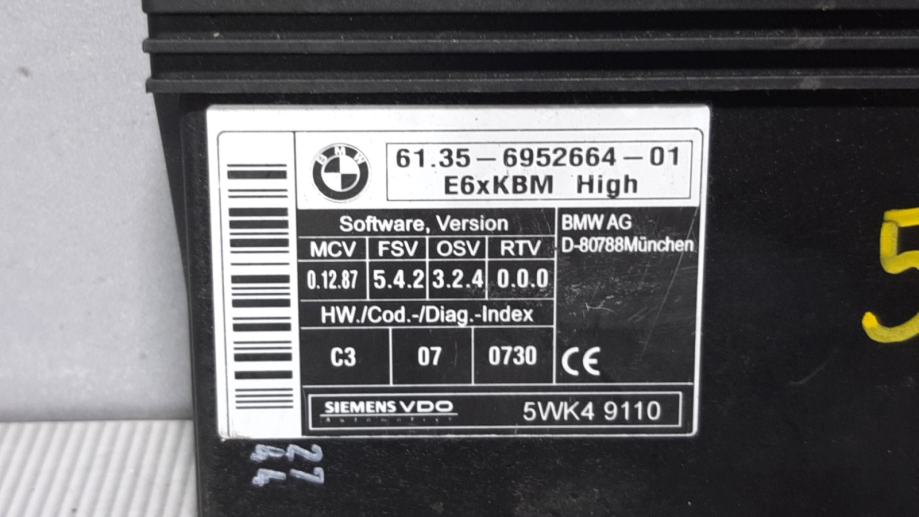 BMW
61.35-6952664-01
E6xKBM High
Software, Version
MCV FSV OSV RTV
0.12.87 5.4.2 3.2.4 0.0.0
HW./Cod.-/Diag.-Index
C3 07 0730
BMW AG
D-80788München
CE
SIEMENS VDO
Automotive
5WK4 9110
5
27
44